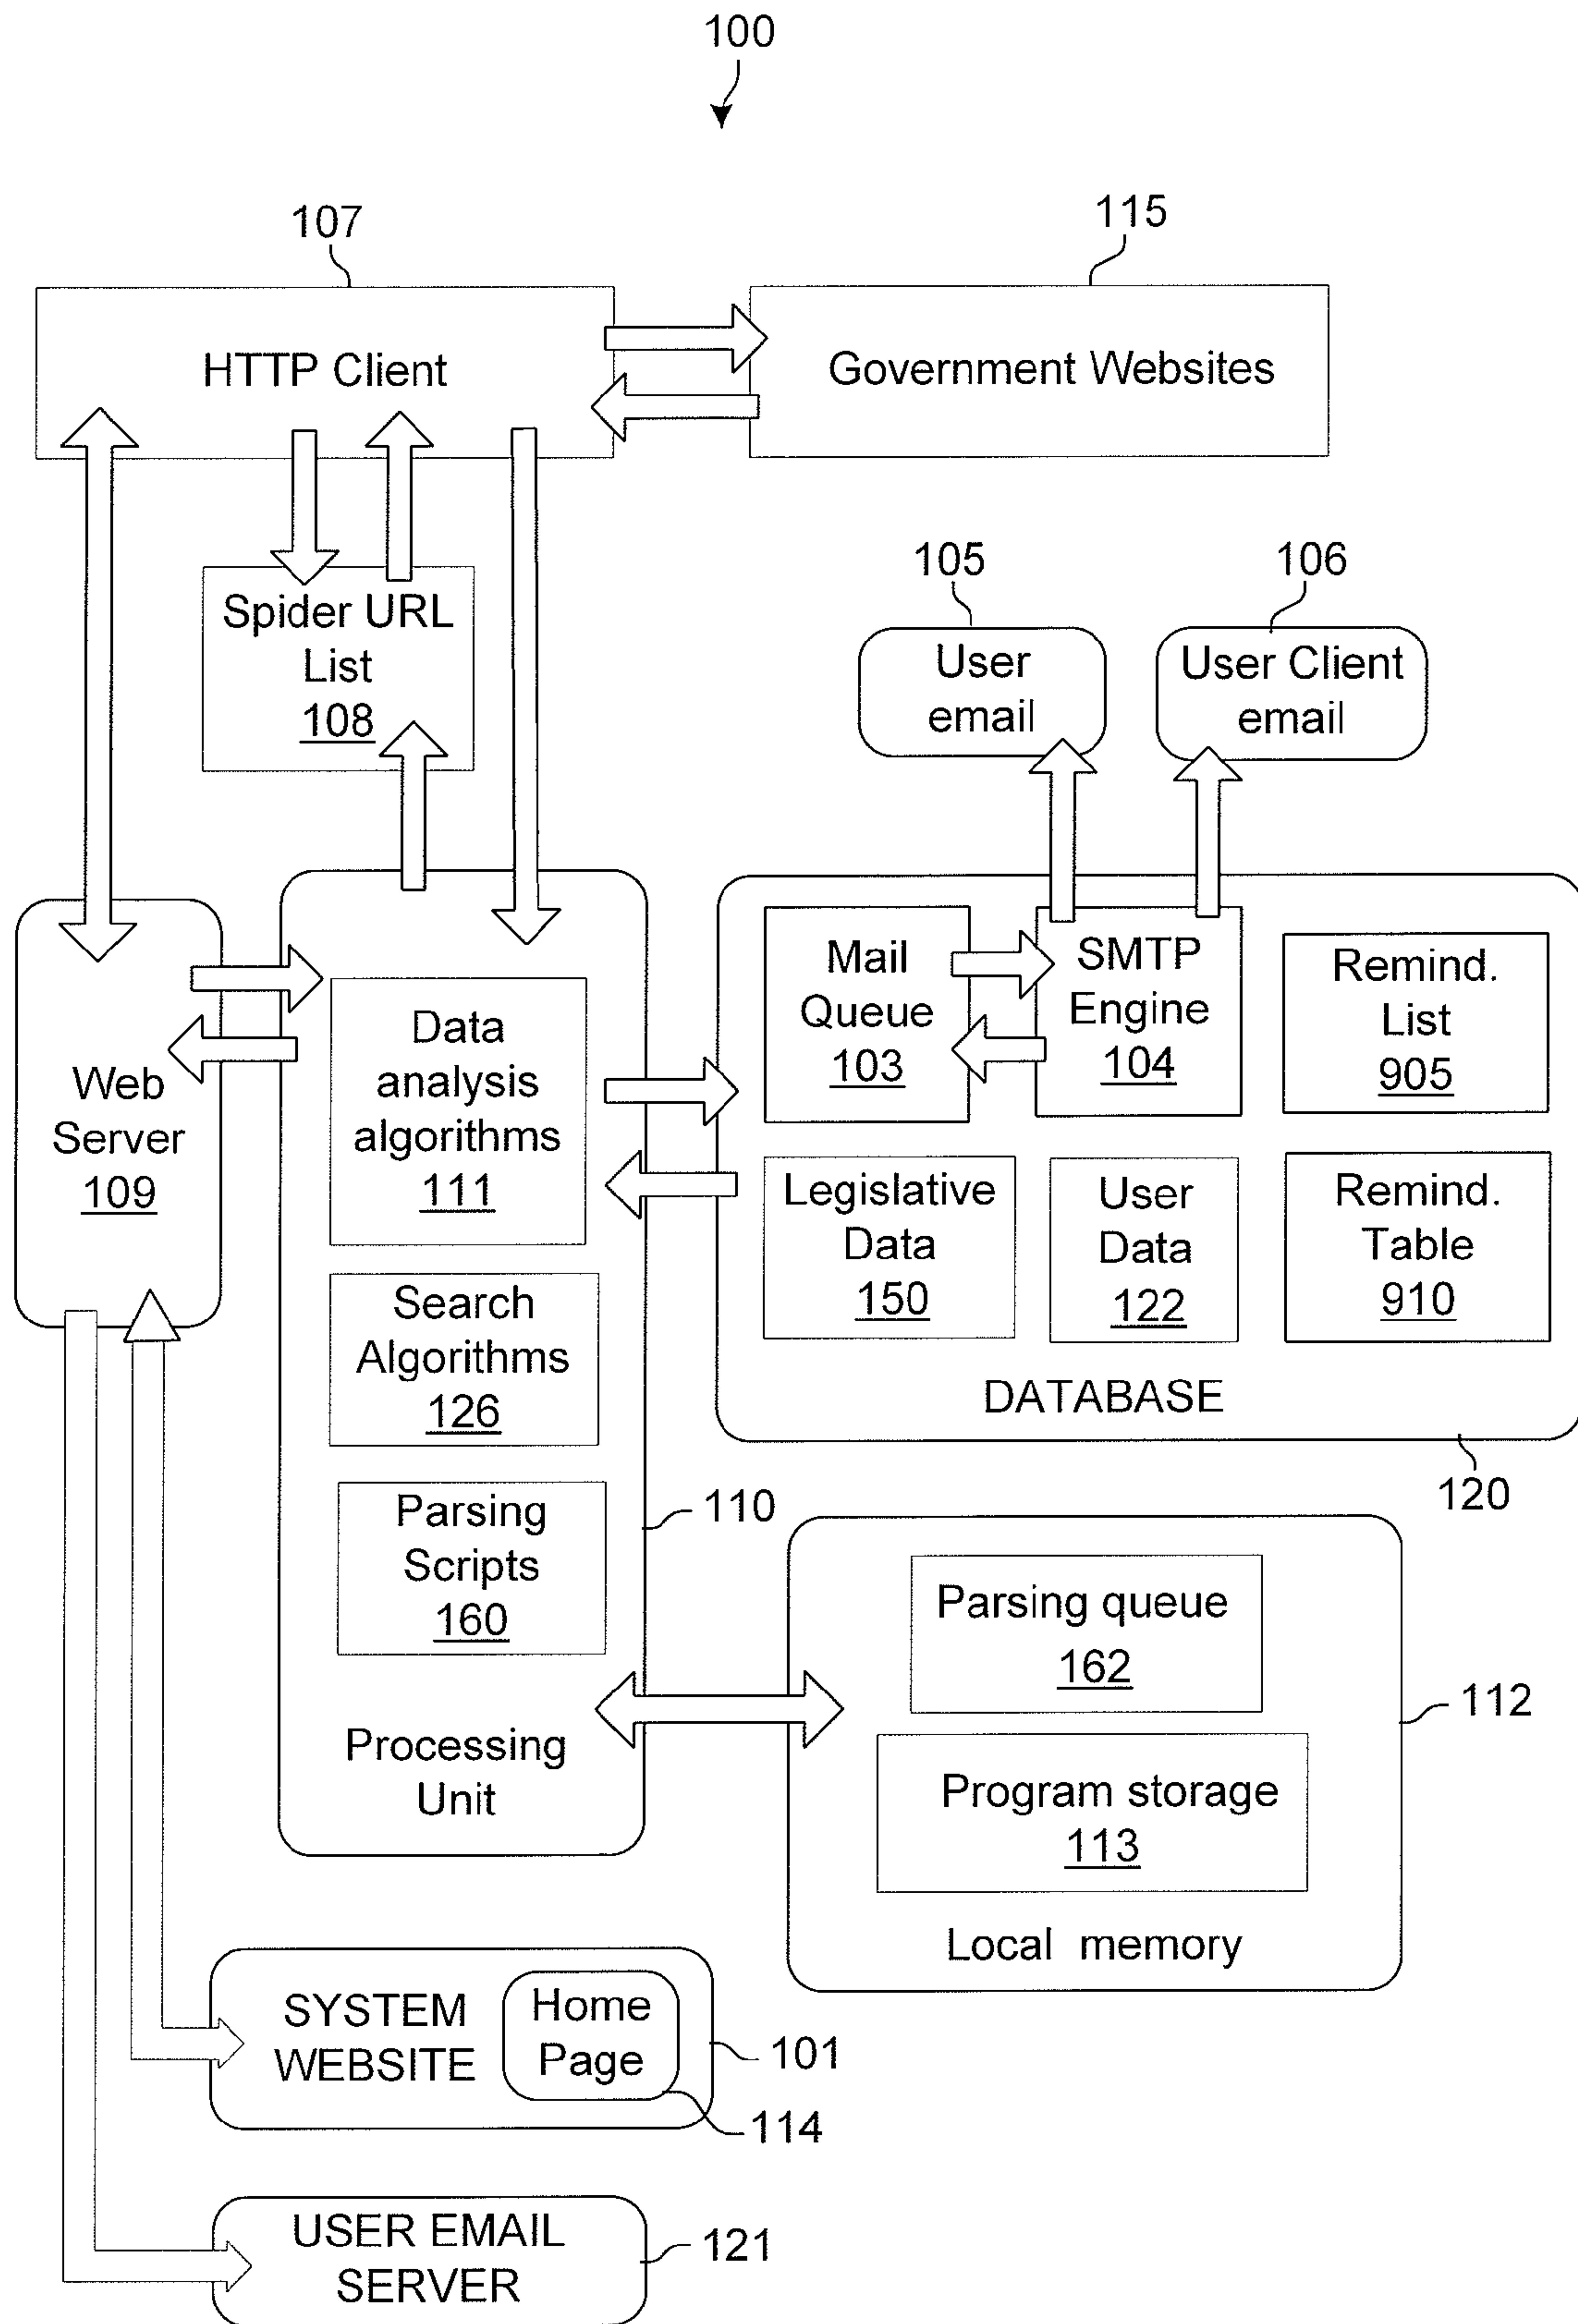 100
107
115
HTTP Client
Government Websites
Spider URL
List
108
105
106
User
email
User Client
email
Web
Server
109
Data
analysis
algorithms
111
Search
Algorithms
126
Parsing
Scripts
160
Processing
Unit
110
Mail
Queue
103
SMTP
Engine
104
Remind.
List
905
Legislative
Data
150
User
Data
122
Remind.
Table
910
DATABASE
120
Parsing queue
162
Program storage
113
Local memory
112
SYSTEM
WEBSITE
Home
Page
101
114
USER EMAIL
SERVER
121